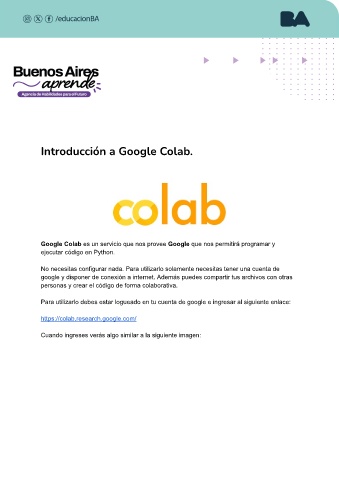 /educacionBA
BA
Buenos Aires
aprende
Agencia de Habilidades para el Futuro
Introducción a Google Colab.
colab
Google Colab es un servicio que nos provee Google que nos permitirá programar y
ejecutar código en Python.
No necesitas configurar nada. Para utilizarlo solamente necesitas tener una cuenta de
google y disponer de conexión a internet. Además puedes compartir tus archivos con otras
personas y crear el código de forma colaborativa.
Para utilizarlo debes estar logueado en tu cuenta de google e ingresar al siguiente enlace:
https://colab.research.google.com/
Cuando ingreses verás algo similar a la siguiente imagen: